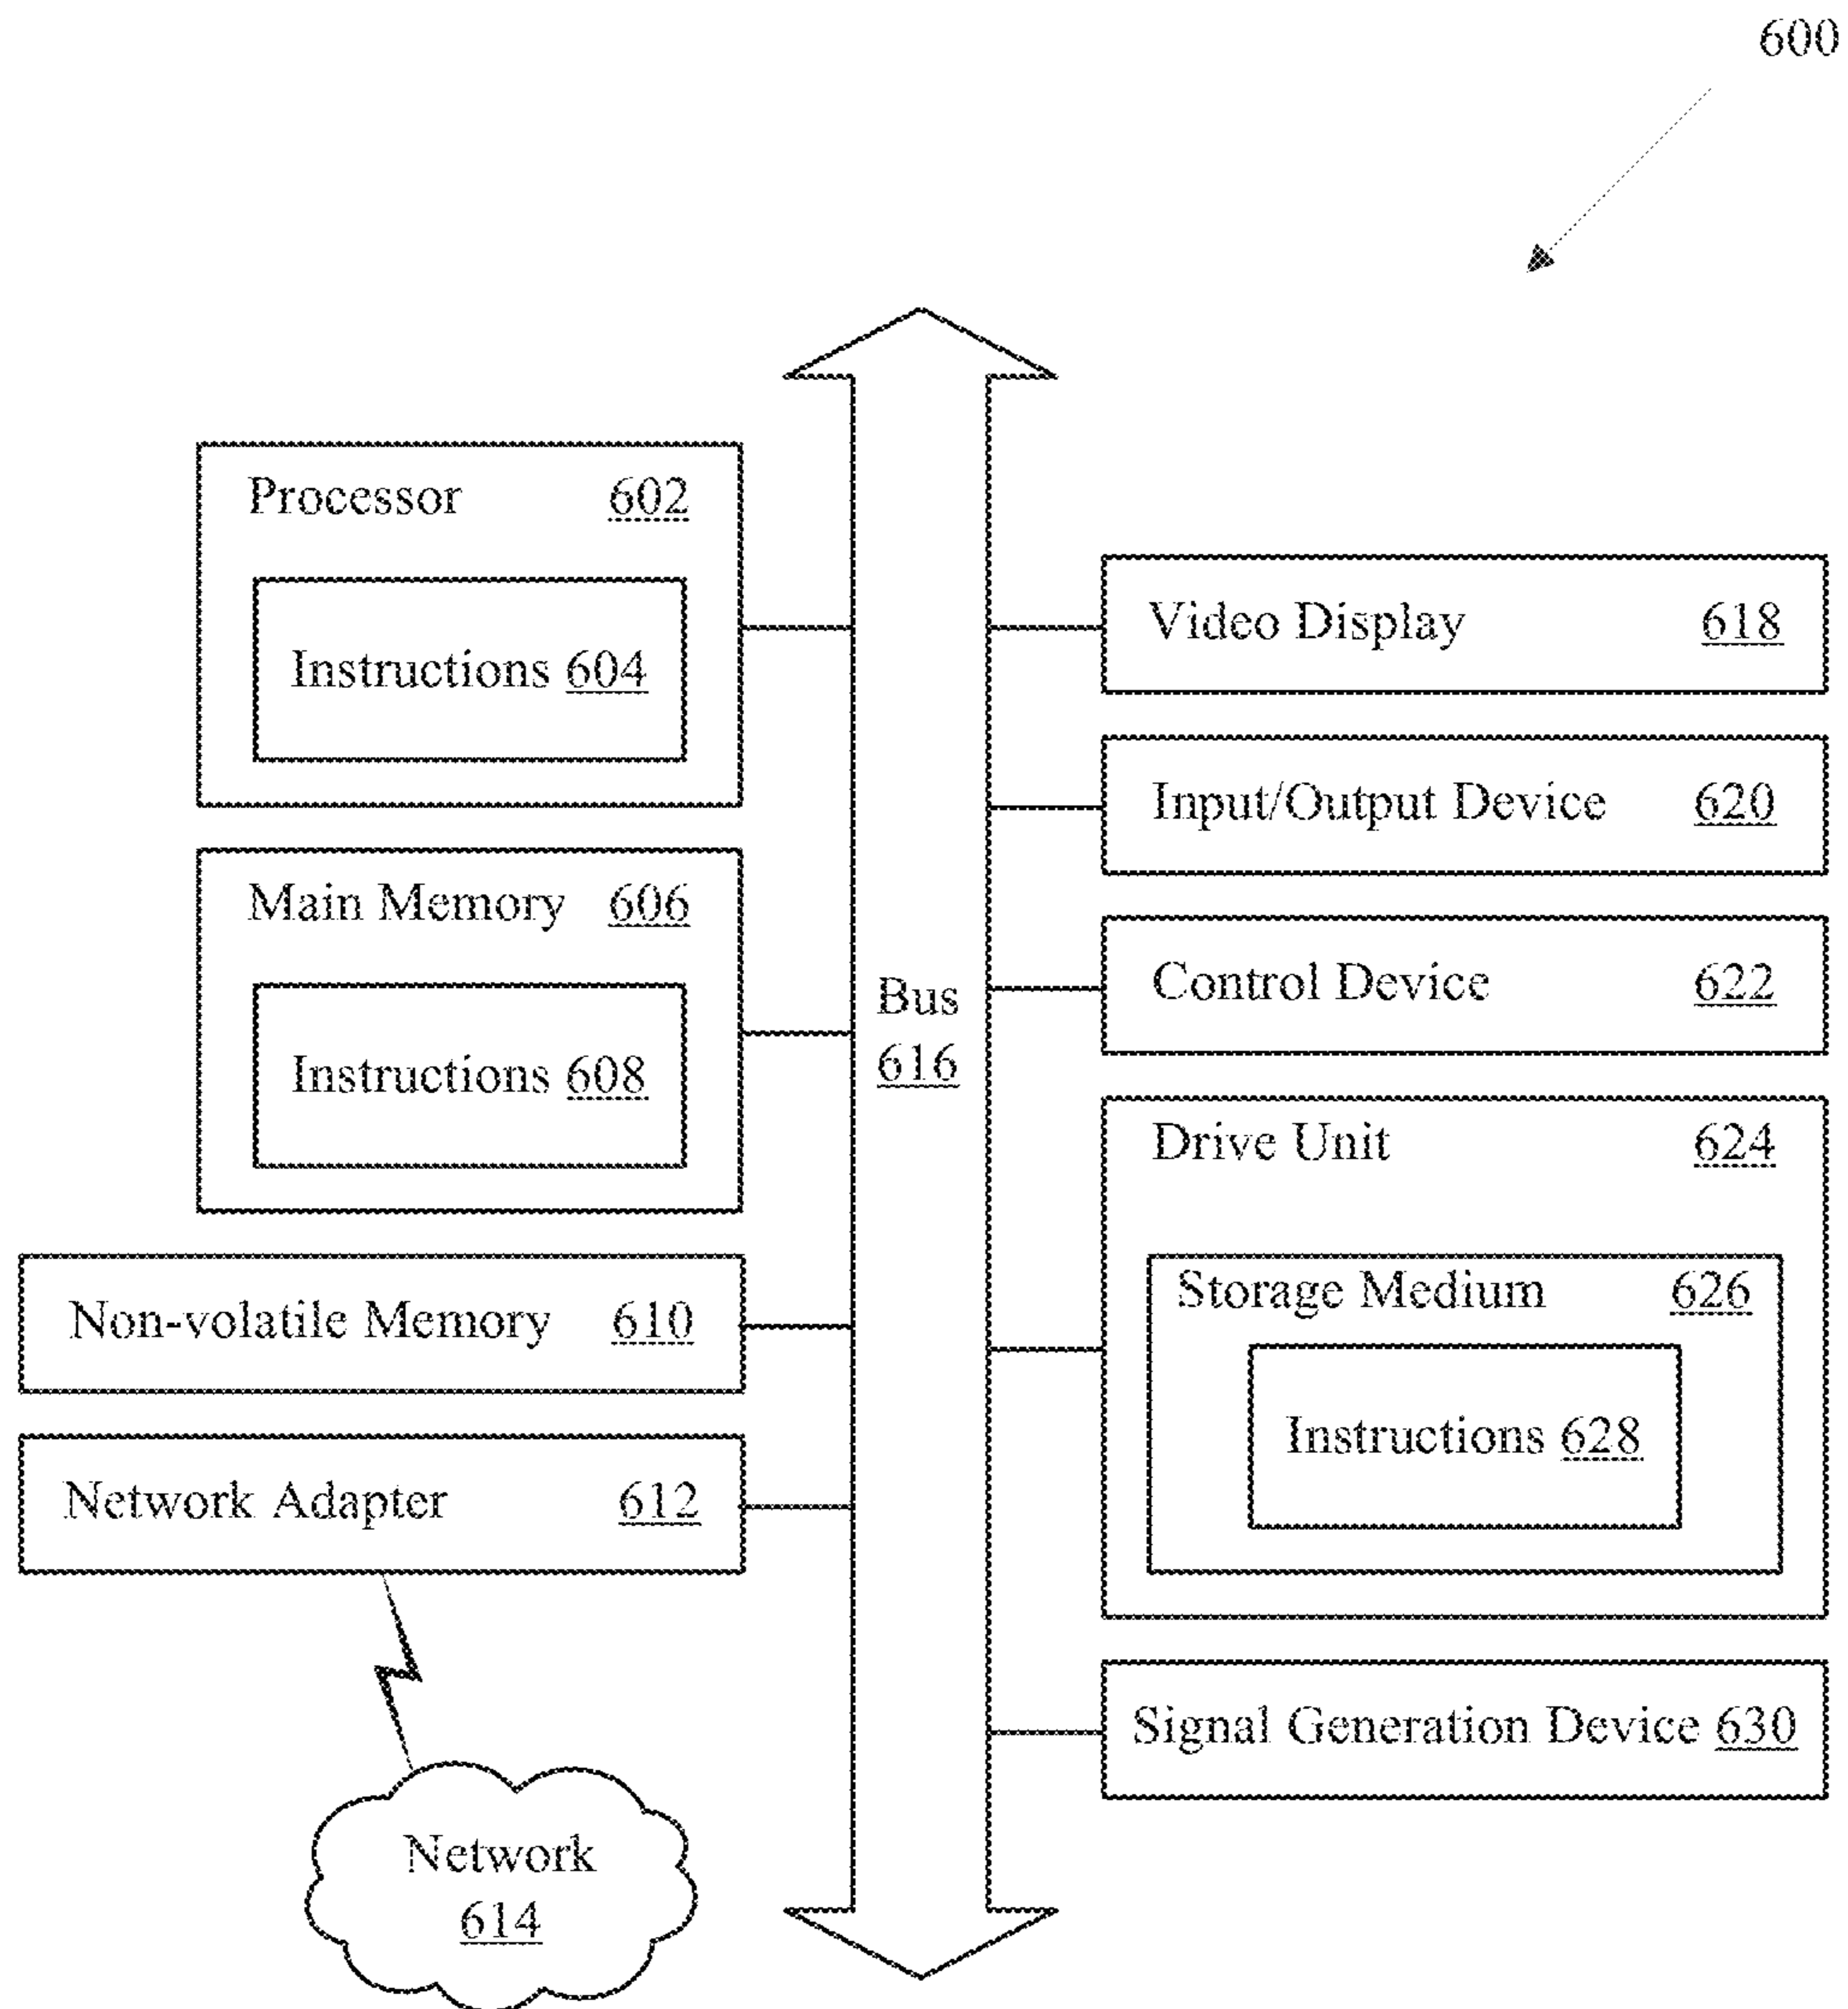 600
Processor 602
Instructions 604
Main Memory 606
Instructions 608
Non-volatile Memory 610
Network Adapter 612
Network
614
Bus
616
Video Display 618
Input/Output Device 620
Control Device 622
Drive Unit 624
Storage Medium 626
Instructions 628
Signal Generation Device 630